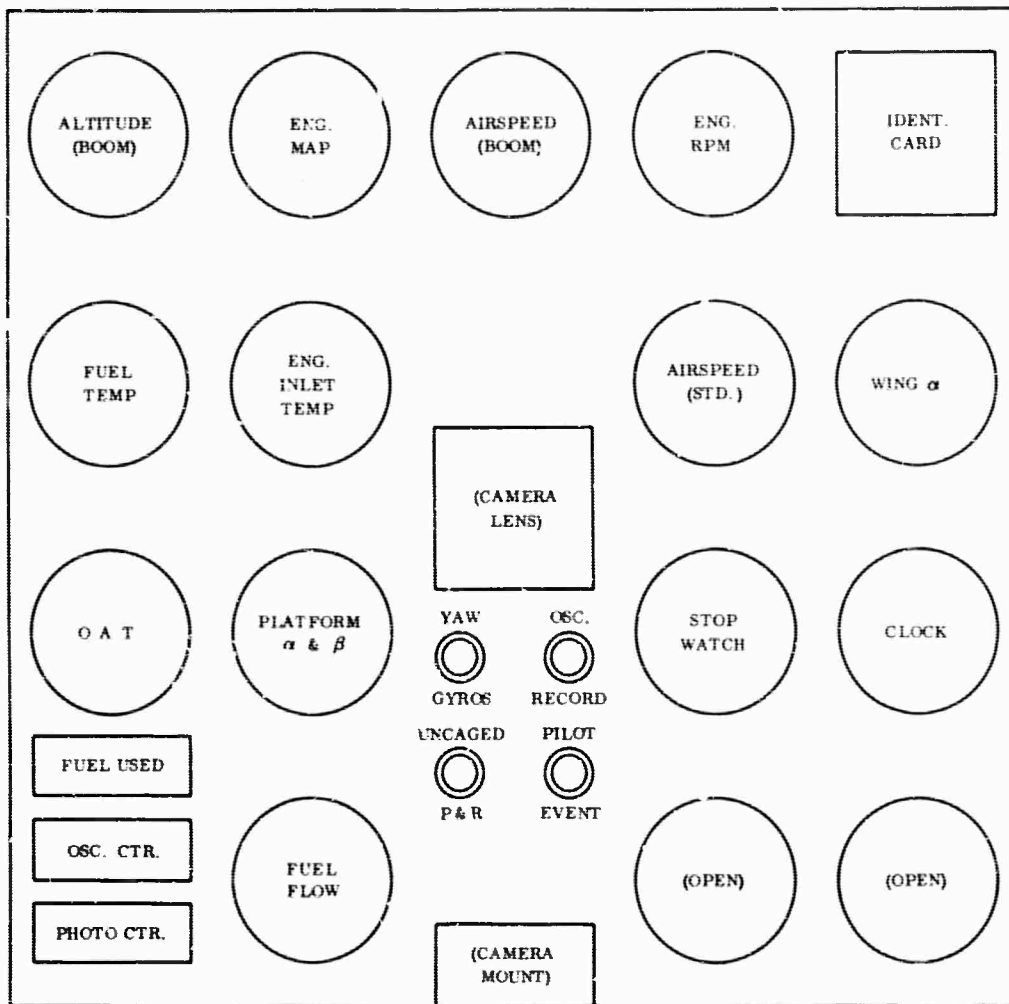 ALTITUDE
(BOOM)
ENG.
MAP
AIRSPEED
(BOOM)
ENG.
RPM
IDENT.
CARD
FUEL
TEMP
ENG.
INLET
TEMP
AIRSPEED
(STD.)
WING α
(CAMERA
LENS)
O A T
PLATFORM
α & β
YAW
GYROS
OSC.
RECORD
STOP
WATCH
CLOCK
UNCAGED
P & R
PILOT
EVENT
FUEL USED
OSC. CTR.
PHOTO CTR.
FUEL
FLOW
(CAMERA
MOUNT)
(OPEN)
(OPEN)